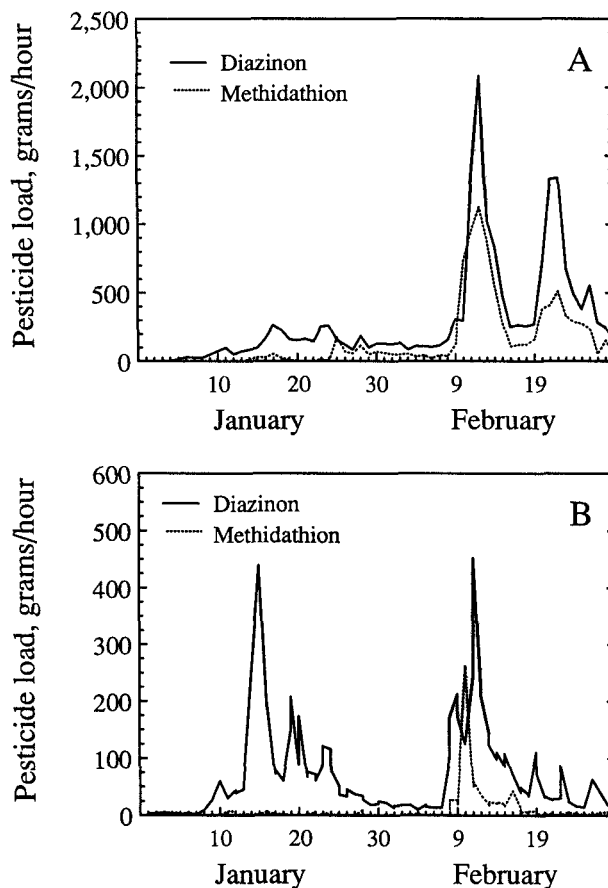 Pesticide load, grams/hour
2,500
2,000
1,500
1,000
500
0
Diazinon
Methidathion
A
10 20 30 9 19
January February
Pesticide load, grams/hour
600
500
400
300
200
100
0
Diazinon
Methidathion
B
10 20 30 9 19
January February